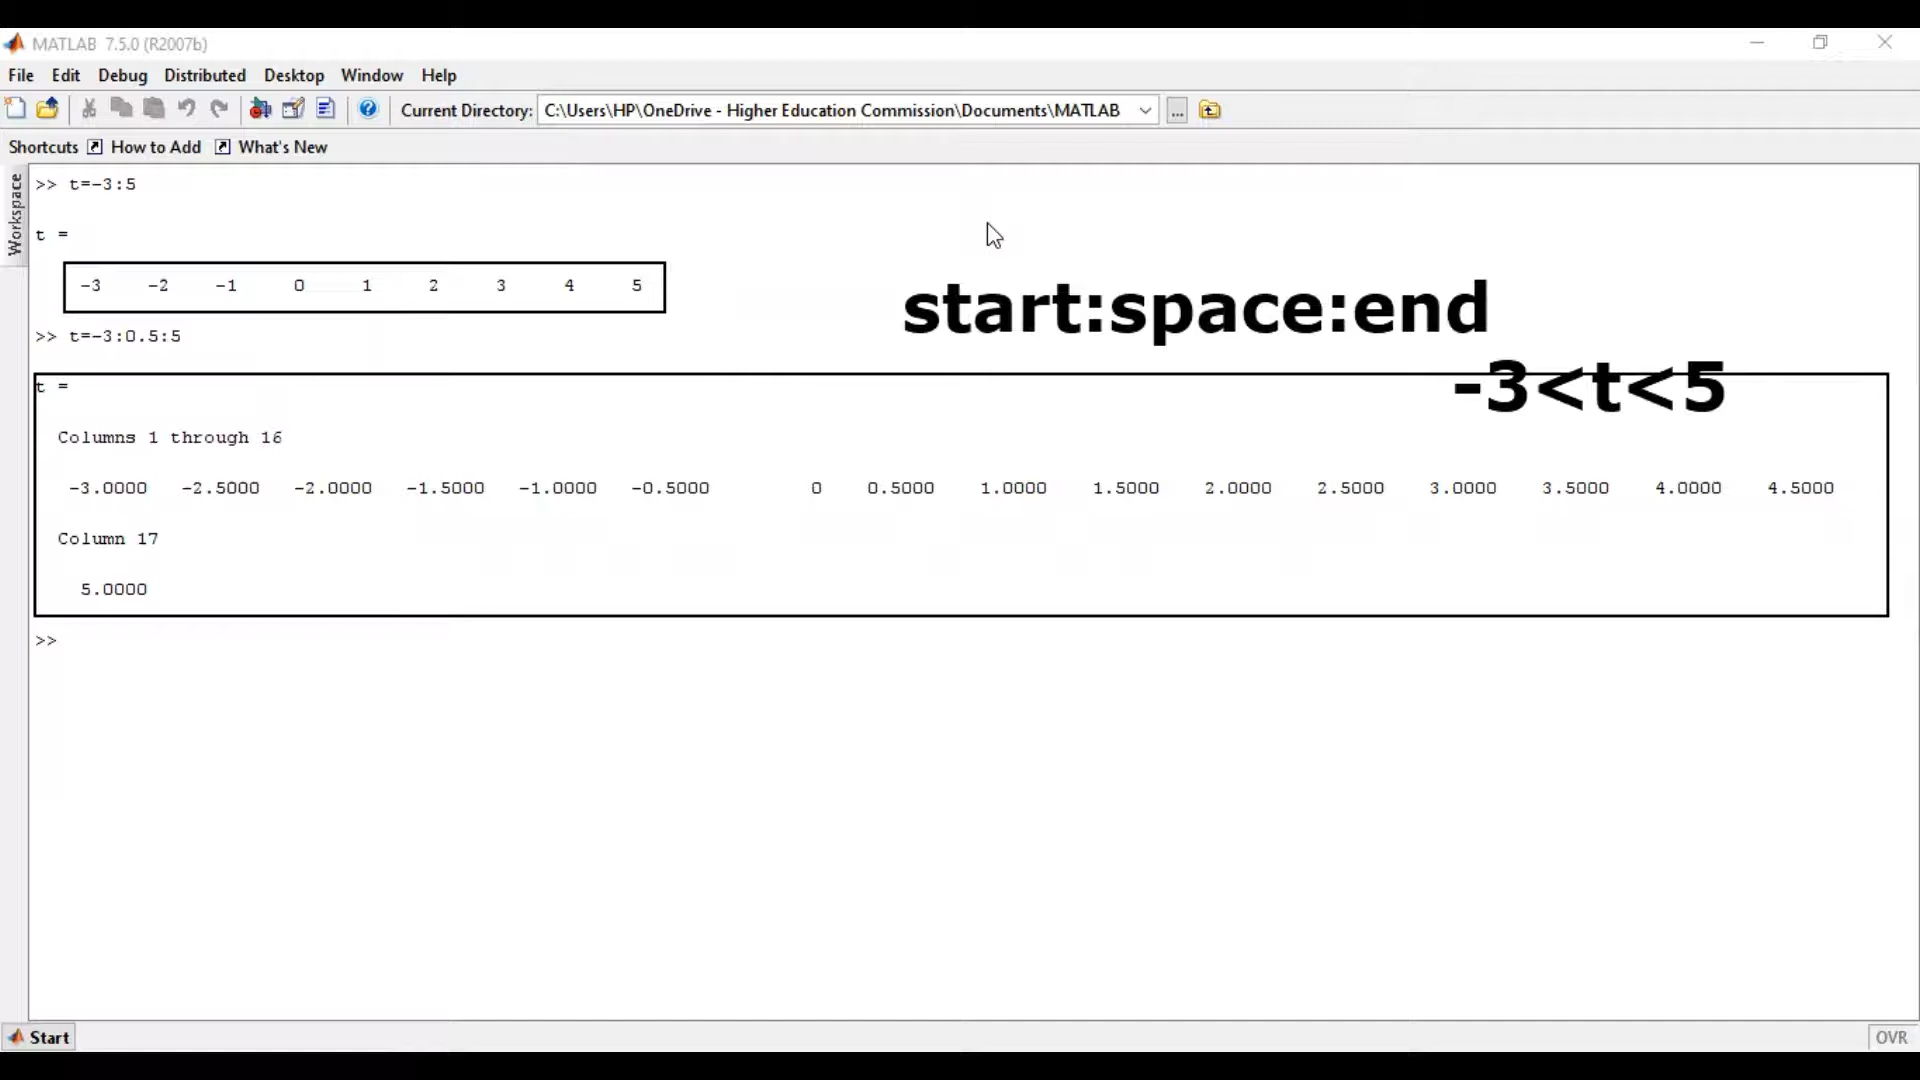 MATLAB 7.5.0 (R2007b)
File Edit Debug Distributed Desktop Window Help
Current Directory: C:\Users\HP\OneDrive - Higher Education Commission\Documents\MATLAB ...
Shortcuts How to Add What's New
Workspace
>> t=-3:5
t =
-3 -2 -1 0 1 2 3 4 5
start:space:end
>> t=-3:0.5:5
-3<t<5
t =
Columns 1 through 16
-3.0000 -2.5000 -2.0000 -1.5000 -1.0000 -0.5000 0 0.5000 1.0000 1.5000 2.0000 2.5000 3.0000 3.5000 4.0000 4.5000
Column 17
5.0000
>>
Start
OVR